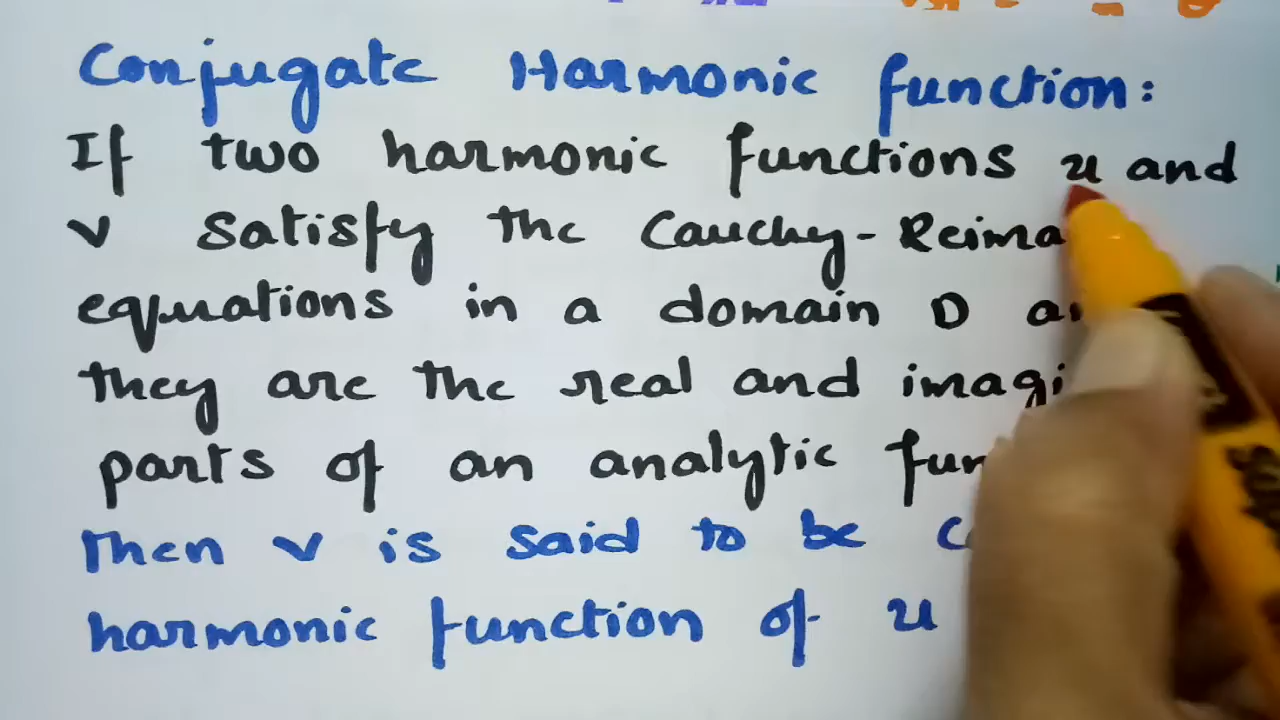 Conjugate Harmonic function:
If two harmonic functions u and
v satisfy the Cauchy-Reima
equations in a domain D
they are the real and imagi
parts of an analytic fun
then v is said to be
harmonic function of u